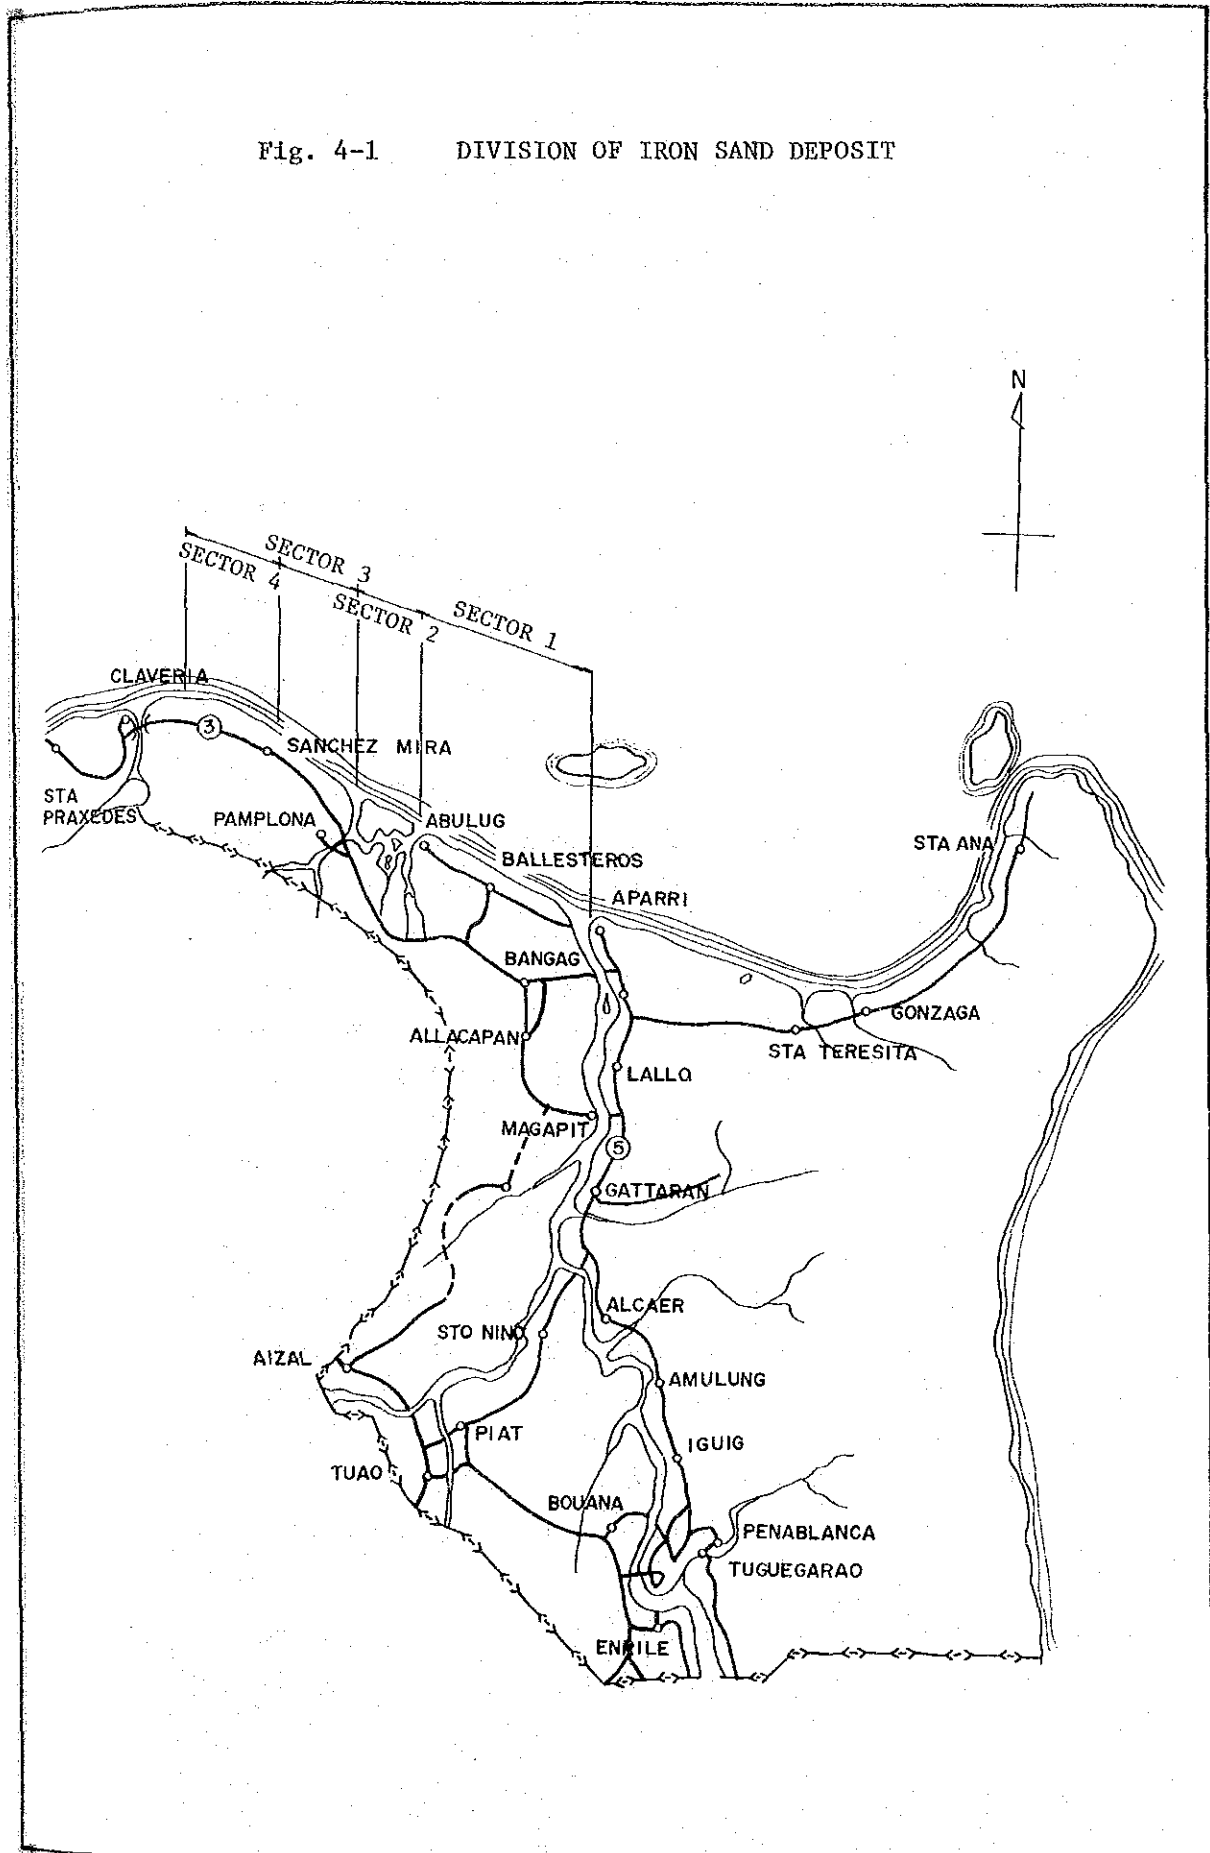 Fig. 4-1 DIVISION OF IRON SAND DEPOSIT
N
SECTOR 3
SECTOR 4
SECTOR 1
SECTOR 2
CLAVERIA
3
SANCHEZ MIRA
STA
PRAXEDES
PAMPLONA
ABULUG
STA ANA
BALLESTEROS
APARRI
BANGAG
GONZAGA
ALLACAPAN
STA TERESITA
LALLO
MAGAPIT
5
GATTARAN
ALCAER
STO NINO
AIZAL
AMULUNG
PIAT
IGUIG
TUAO
BOUANA
PENABLANCA
TUGUEGARAO
ENRILE